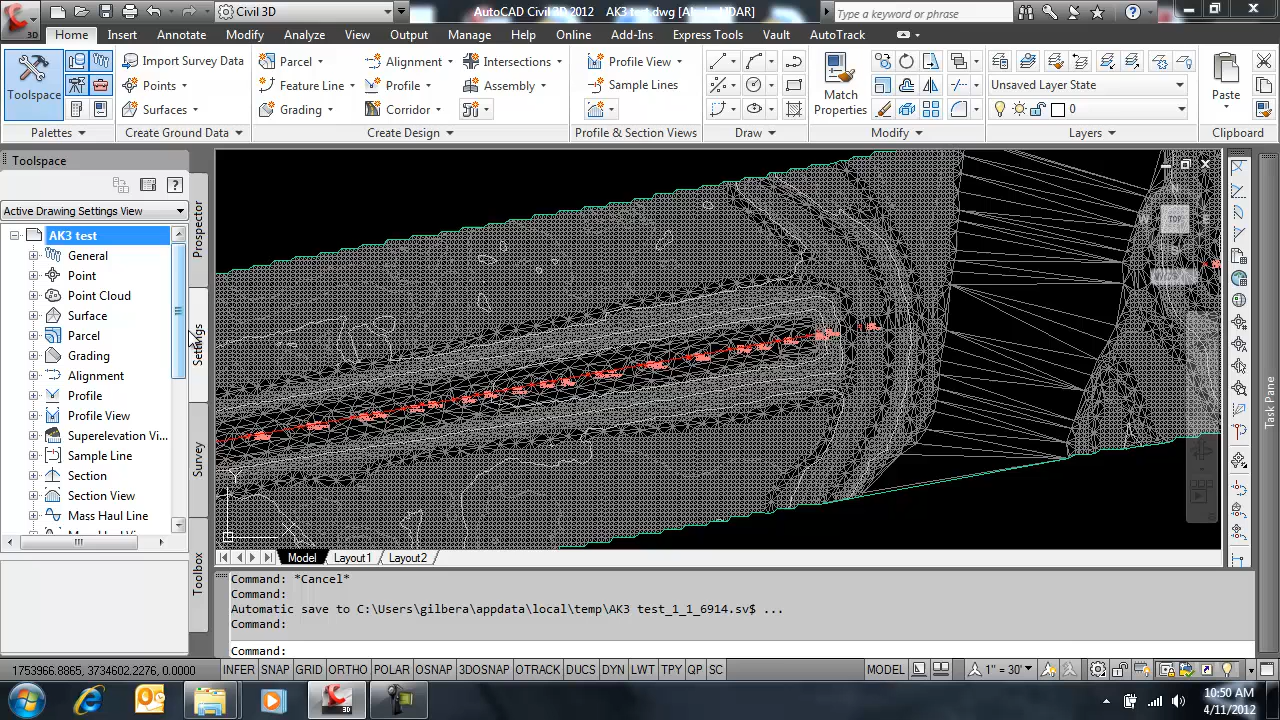 3D
Civil 3D
AutoCAD Civil 3D 2012 AK3 test.dwg
Type a keyword or phrase
Home Insert Annotate Modify Analyze View Output Manage Help Online Add-Ins Express Tools Vault AutoTrack
Toolspace
Palettes
Import Survey Data
Points
Surfaces
Create Ground Data
Parcel
Feature Line
Grading
Alignment
Profile
Corridor
Intersections
Assembly
Create Design
Profile View
Sample Lines
Profile & Section Views
Draw
Match
Properties
Modify
Unsaved Layer State
0
Layers
Paste
Clipboard
Toolspace
Active Drawing Settings View
AK3 test
General
Point
Point Cloud
Surface
Parcel
Grading
Alignment
Profile
Profile View
Superelevation Vi...
Sample Line
Section
Section View
Mass Haul Line
Prospector
Settings
Survey
Toolbox
TOP
Task Pane
Model Layout1 Layout2
Command: *Cancel*
Command:
Automatic save to C:\Users\gilbera\appdata\local\temp\AK3 test_1_1_6914.sv$ ...
Command:
Command:
1753966.8865, 3734602.2276, 0.0000
INFER SNAP GRID ORTHO POLAR OSNAP 3DOSNAP OTRACK DUCS DYN LWT TPY QP SC
MODEL
1" = 30'
10:50 AM
4/11/2012